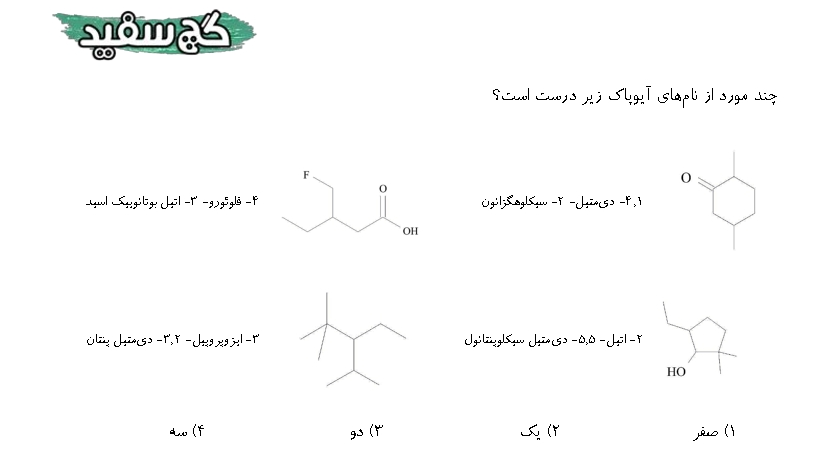 گچ سفید
چند مورد از نام‌های آیوپاک زیر درست است؟
۴,۱- دی‌متیل- ۲- سیکلوهگزانون
O
۴- فلوئورو- ۳- اتیل بوتانوییک اسید
F
O
OH
۲- اتیل- ۵,۵- دی‌متیل سیکلوپنتانول
HO
۳- ایزوپروپیل- ۳,۲- دی‌متیل پنتان
۱) صفر ۲) یک ۳) دو ۴) سه